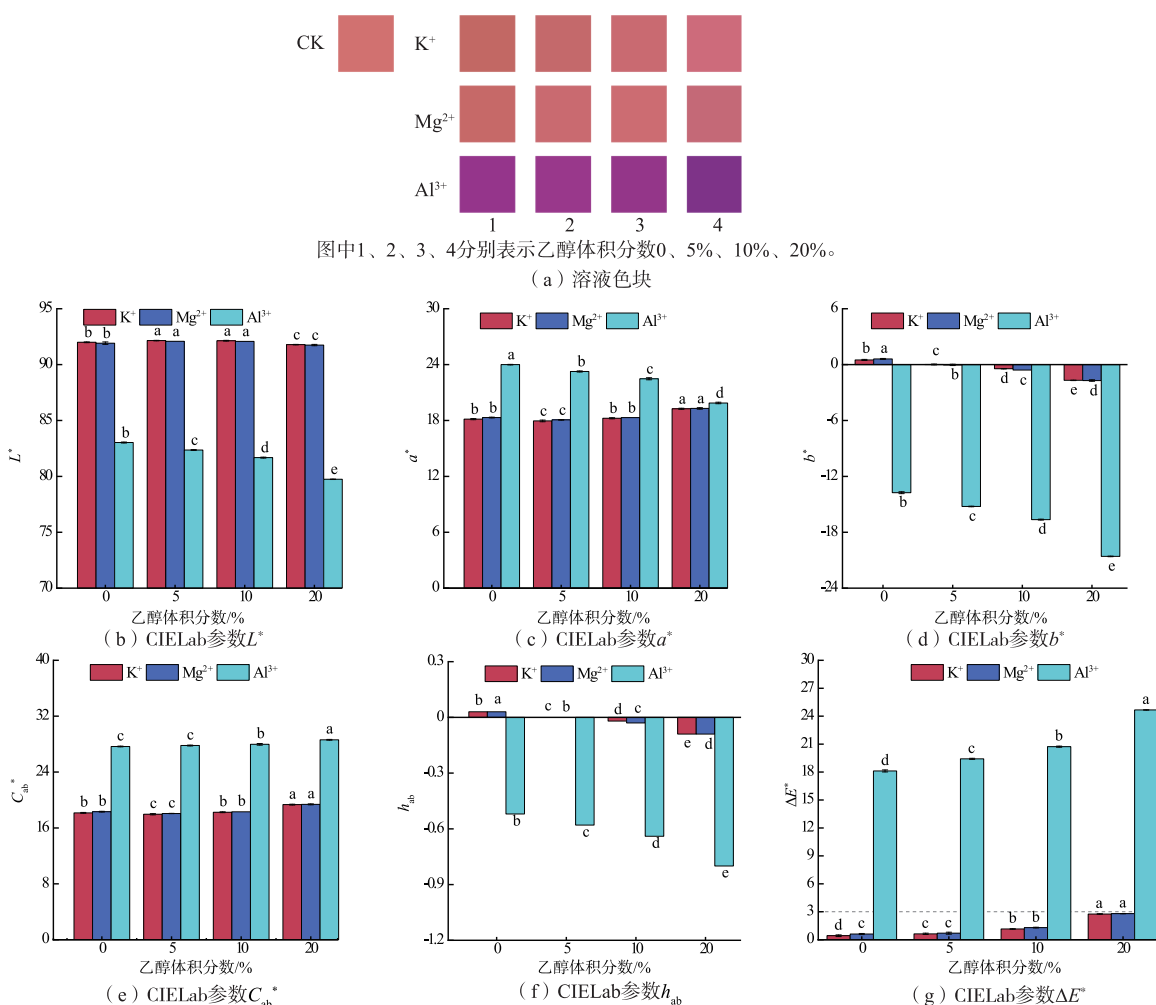 CK K⁺
Mg²⁺
Al³⁺
1 2 3 4
图中1、2、3、4分别表示乙醇体积分数0、5%、10%、20%。
（a）溶液色块
K⁺ Mg²⁺ Al³⁺
L*
95
90
85
80
75
70
b b b
a a c
a a d
c c e
0 5 10 20
乙醇体积分数/%
（b）CIELab参数L*
K⁺ Mg²⁺ Al³⁺
a*
30
24
18
12
6
0
b b a
c c b
b b c
a a d
0 5 10 20
乙醇体积分数/%
（c）CIELab参数a*
K⁺ Mg²⁺ Al³⁺
b*
6
0
-6
-12
-18
-24
b a b
c b c
d c d
e d e
0 5 10 20
乙醇体积分数/%
（d）CIELab参数b*
K⁺ Mg²⁺ Al³⁺
Cab*
40
36
28
16
8
0
b b c
c c c
b b b
a a a
0 5 10 20
乙醇体积分数/%
（e）CIELab参数Cab*
K⁺ Mg²⁺ Al³⁺
hab
0.3
0
-0.3
-0.6
-0.9
-1.2
b a b
c b c
d c d
e d e
0 5 10 20
乙醇体积分数/%
（f）CIELab参数hab
K⁺ Mg²⁺ Al³⁺
ΔE*
30
27
24
21
18
15
12
9
6
3
0
d c d
c c c
b b b
a a a
0 5 10 20
乙醇体积分数/%
（g）CIELab参数ΔE*